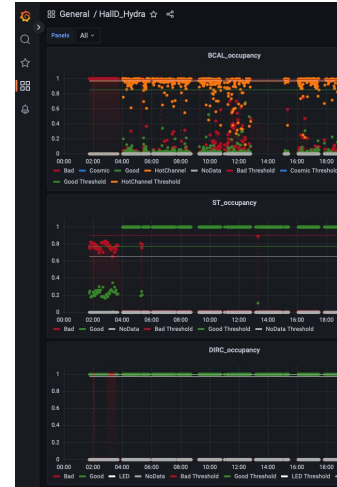 General / HallD_Hydra
Panels All
BCAL_occupancy
1
0.8
0.6
0.4
0.2
0
00:00 02:00 04:00 06:00 08:00 10:00 12:00 14:00 16:00 18:00
Bad Cosmic Good HotChannel NoData Bad Threshold Cosmic Threshold
Good Threshold HotChannel Threshold
ST_occupancy
1
0.8
0.6
0.4
0.2
0
00:00 02:00 04:00 06:00 08:00 10:00 12:00 14:00 16:00 18:00
Bad Good NoData Bad Threshold Good Threshold NoData Threshold
DIRC_occupancy
1
0.8
0.6
0.4
0.2
0
00:00 02:00 04:00 06:00 08:00 10:00 12:00 14:00 16:00 18:00
Bad Good LED NoData Bad Threshold Good Threshold LED Threshold